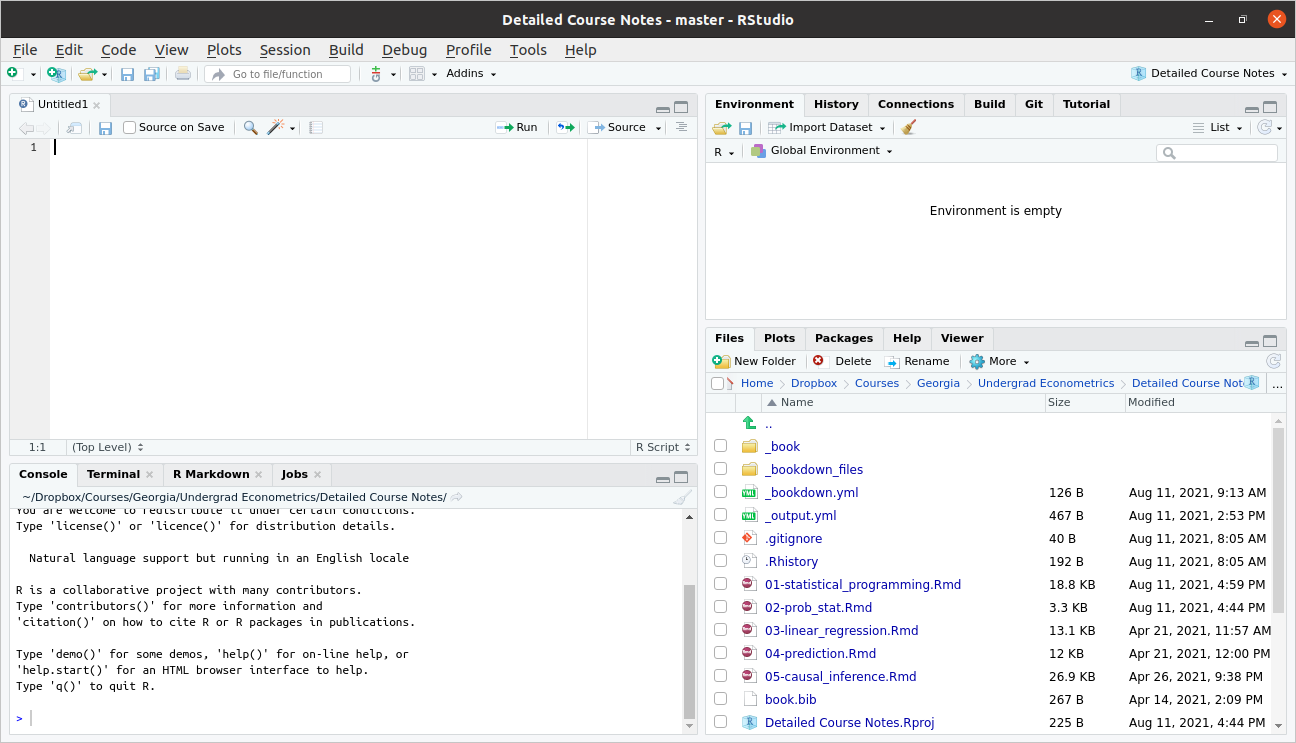 Detailed Course Notes - master - RStudio
File Edit Code View Plots Session Build Debug Profile Tools Help
Go to file/function Addins Detailed Course Notes
Untitled1
Source on Save Run Source
1
1:1 (Top Level) R Script
Console Terminal R Markdown Jobs
~/Dropbox/Courses/Georgia/Undergrad Econometrics/Detailed Course Notes/
You are welcome to redistribute it under certain conditions.
Type 'license()' or 'licence()' for distribution details.
Natural language support but running in an English locale
R is a collaborative project with many contributors.
Type 'contributors()' for more information and
'citation()' on how to cite R or R packages in publications.
Type 'demo()' for some demos, 'help()' for on-line help, or
'help.start()' for an HTML browser interface to help.
Type 'q()' to quit R.
>
Environment History Connections Build Git Tutorial
Import Dataset List
R Global Environment
Environment is empty
Files Plots Packages Help Viewer
New Folder Delete Rename More
Home Dropbox Courses Georgia Undergrad Econometrics Detailed Course Not ...
Name Size Modified
..
_book
_bookdown_files
_bookdown.yml 126 B Aug 11, 2021, 9:13 AM
_output.yml 467 B Aug 11, 2021, 2:53 PM
.gitignore 40 B Aug 11, 2021, 8:05 AM
.Rhistory 192 B Aug 11, 2021, 8:05 AM
01-statistical_programming.Rmd 18.8 KB Aug 11, 2021, 4:59 PM
02-prob_stat.Rmd 3.3 KB Aug 11, 2021, 4:44 PM
03-linear_regression.Rmd 13.1 KB Apr 21, 2021, 11:57 AM
04-prediction.Rmd 12 KB Apr 21, 2021, 12:00 PM
05-causal_inference.Rmd 26.9 KB Apr 26, 2021, 9:38 PM
book.bib 267 B Apr 14, 2021, 2:09 PM
Detailed Course Notes.Rproj 225 B Aug 11, 2021, 4:44 PM